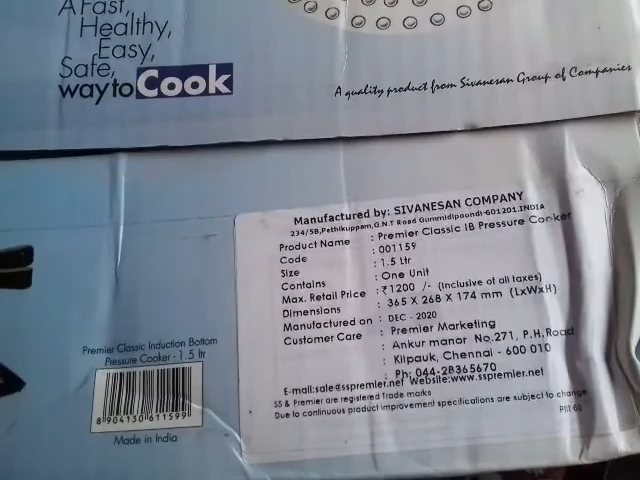 A Fast,
Healthy,
Easy,
Safe,
way to Cook
A quality product from Sivanesan Group of Companies
Manufactured by: SIVANESAN COMPANY
234/5B,Pethikuppam,G.N.T Road Gummidipoondi-601201.INDIA
Product Name : Premier Classic IB Pressure Cooker
Code : 001159
Size : 1.5 Ltr
Contains : One Unit
Max. Retail Price : ₹1200 /- (Inclusive of all taxes)
Dimensions : 365 X 268 X 174 mm (LxWxH)
Manufactured on : DEC - 2020
Customer Care : Premier Marketing
: Ankur manor No.271, P.H.Road
: Kilpauk, Chennai - 600 010
: Ph: 044-28365670
E-mail:sale@sspremier.net Website:www.sspremier.net
SS & Premier are registered Trade marks
Due to continuous product improvement specifications are subject to change
PM 60
Premier Classic Induction Bottom
Pressure Cooker - 1.5 ltr
8 904130 611599
Made in India